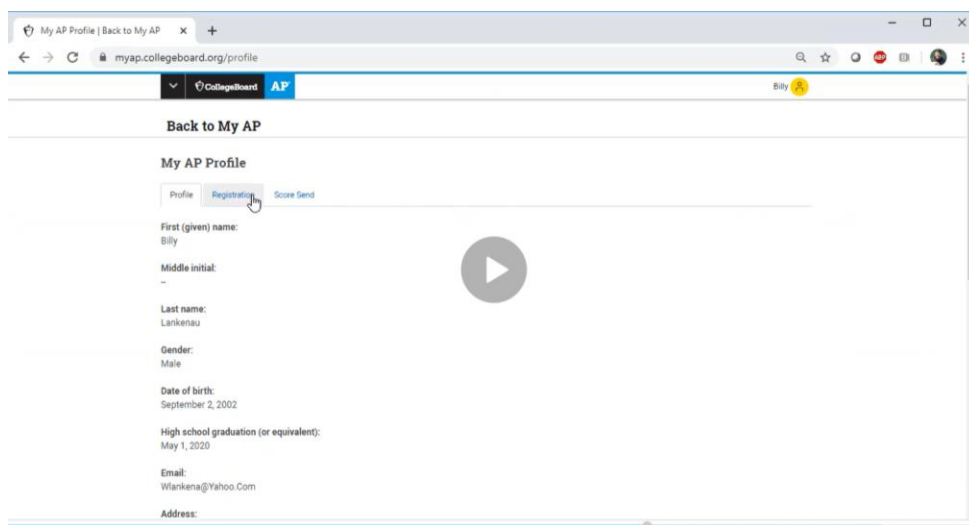 My AP Profile | Back to My AP
myap.collegeboard.org/profile
ABP
CollegeBoard AP
Billy
Back to My AP
My AP Profile
Profile Registration Score Send
First (given) name:
Billy
Middle initial:
–
Last name:
Lankenau
Gender:
Male
Date of birth:
September 2, 2002
High school graduation (or equivalent):
May 1, 2020
Email:
Wlankena@Yahoo.Com
Address: